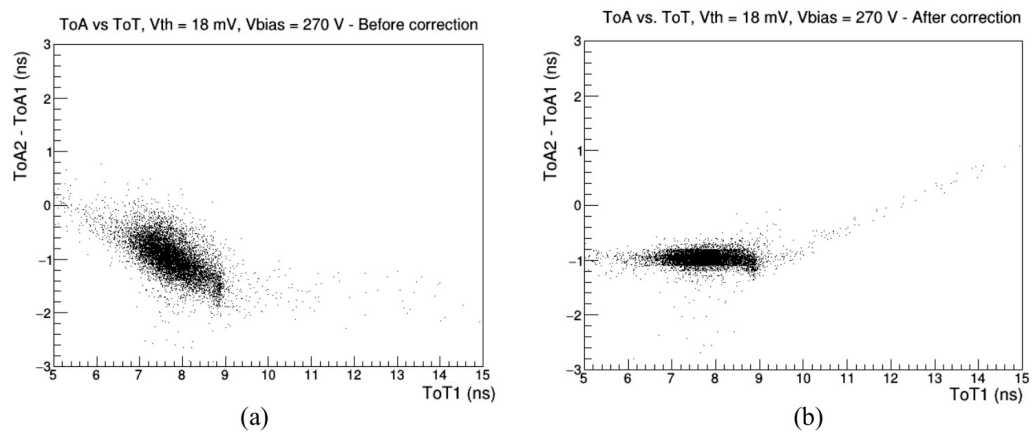 ToA vs ToT, Vth = 18 mV, Vbias = 270 V - Before correction
ToA2 - ToA1 (ns)
3
2
1
0
−1
−2
−3
5 6 7 8 9 10 11 12 13 14 15
ToT1 (ns)
(a)
ToA vs. ToT, Vth = 18 mV, Vbias = 270 V - After correction
ToA2 - ToA1 (ns)
3
2
1
0
−1
−2
−3
5 6 7 8 9 10 11 12 13 14 15
ToT1 (ns)
(b)